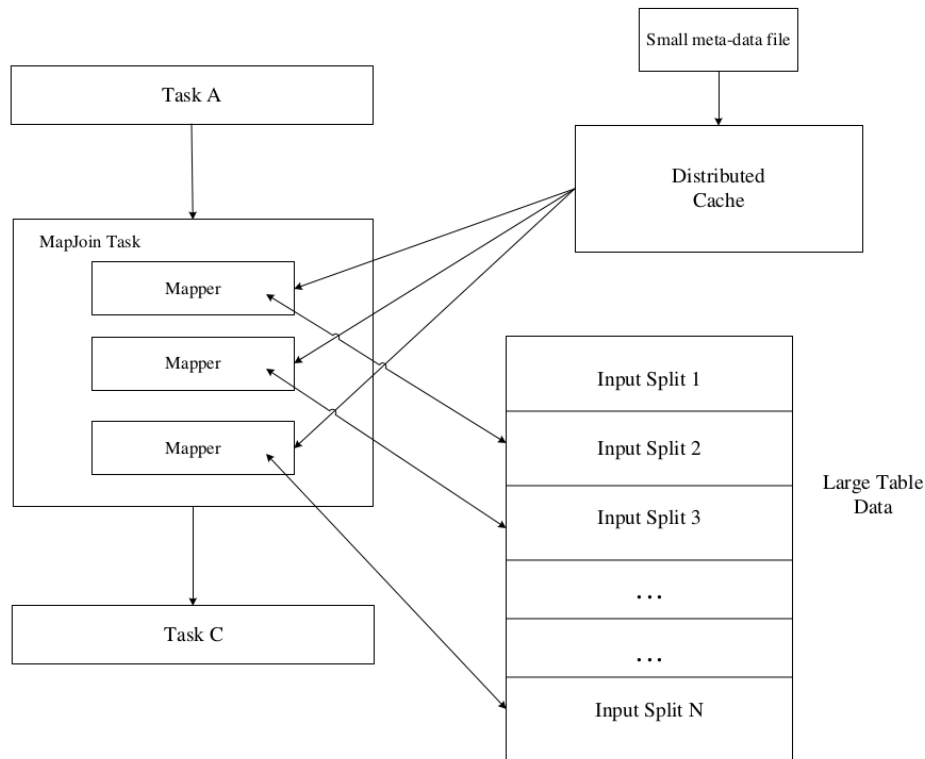 Small meta-data file
Task A
Distributed
Cache
MapJoin Task
Mapper
Mapper
Mapper
Input Split 1
Input Split 2
Input Split 3
Large Table
Data
...
...
Task C
Input Split N